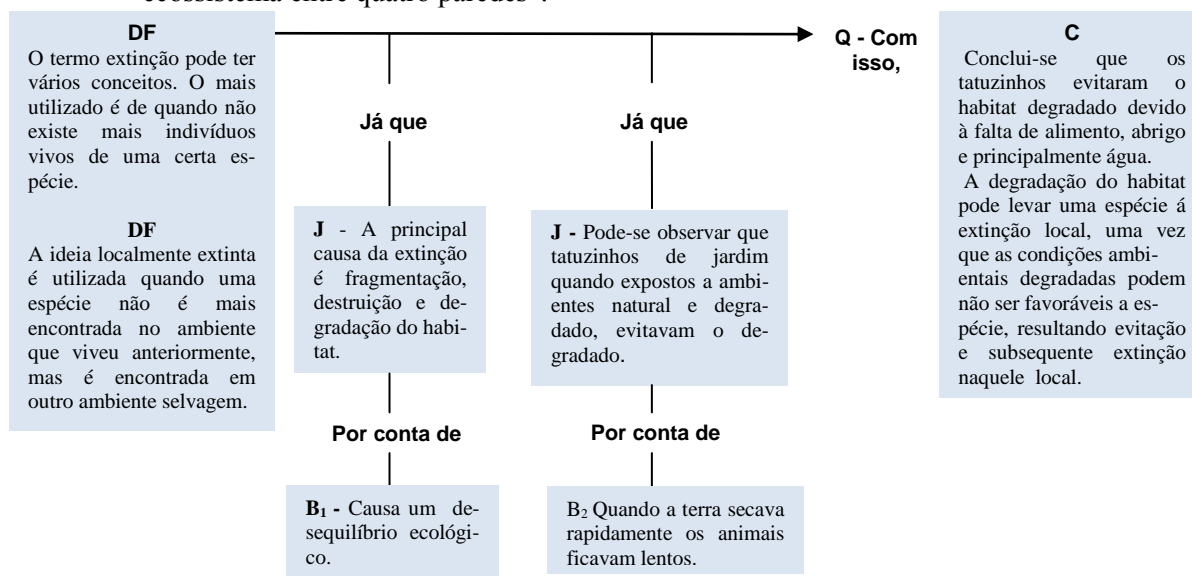 ecossistema entre quatro paredes”.
DF
O termo extinção pode ter
vários conceitos. O mais
utilizado é de quando não
existe mais indivíduos
vivos de uma certa es-
pécie.
DF
A ideia localmente extinta
é utilizada quando uma
espécie não é mais
encontrada no ambiente
que viveu anteriormente,
mas é encontrada em
outro ambiente selvagem.
Já que
J - A principal
causa da extinção
é fragmentação,
destruição e de-
gradação do habi-
tat.
Por conta de
B1 - Causa um de-
sequilíbrio ecológi-
co.
Já que
J - Pode-se observar que
tatuzinhos de jardim
quando expostos a ambi-
entes natural e degra-
dado, evitavam o de-
gradado.
Por conta de
B2 Quando a terra secava
rapidamente os animais
ficavam lentos.
Q - Com
isso,
C
Conclui-se que os
tatuzinhos evitaram o
habitat degradado devido
à falta de alimento, abrigo
e principalmente água.
A degradação do habitat
pode levar uma espécie á
extinção local, uma vez
que as condições ambi-
entais degradadas podem
não ser favoráveis a es-
pécie, resultando evitação
e subsequente extinção
naquele local.